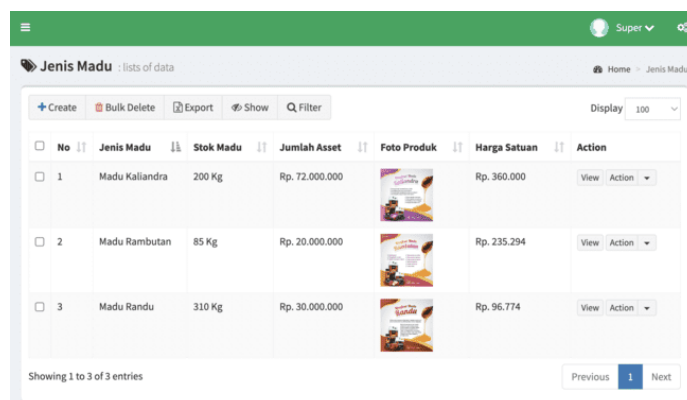 Super
Jenis Madu : lists of data
Home > Jenis Madu
Create Bulk Delete Export Show Filter
Display 100
No Jenis Madu Stok Madu Jumlah Asset Foto Produk Harga Satuan Action
1 Madu Kaliandra 200 Kg Rp. 72.000.000 Rp. 360.000 View Action
Kaliandra
2 Madu Rambutan 85 Kg Rp. 20.000.000 Rp. 235.294 View Action
Rambutan
3 Madu Randu 310 Kg Rp. 30.000.000 Rp. 96.774 View Action
Randu
Showing 1 to 3 of 3 entries
Previous 1 Next